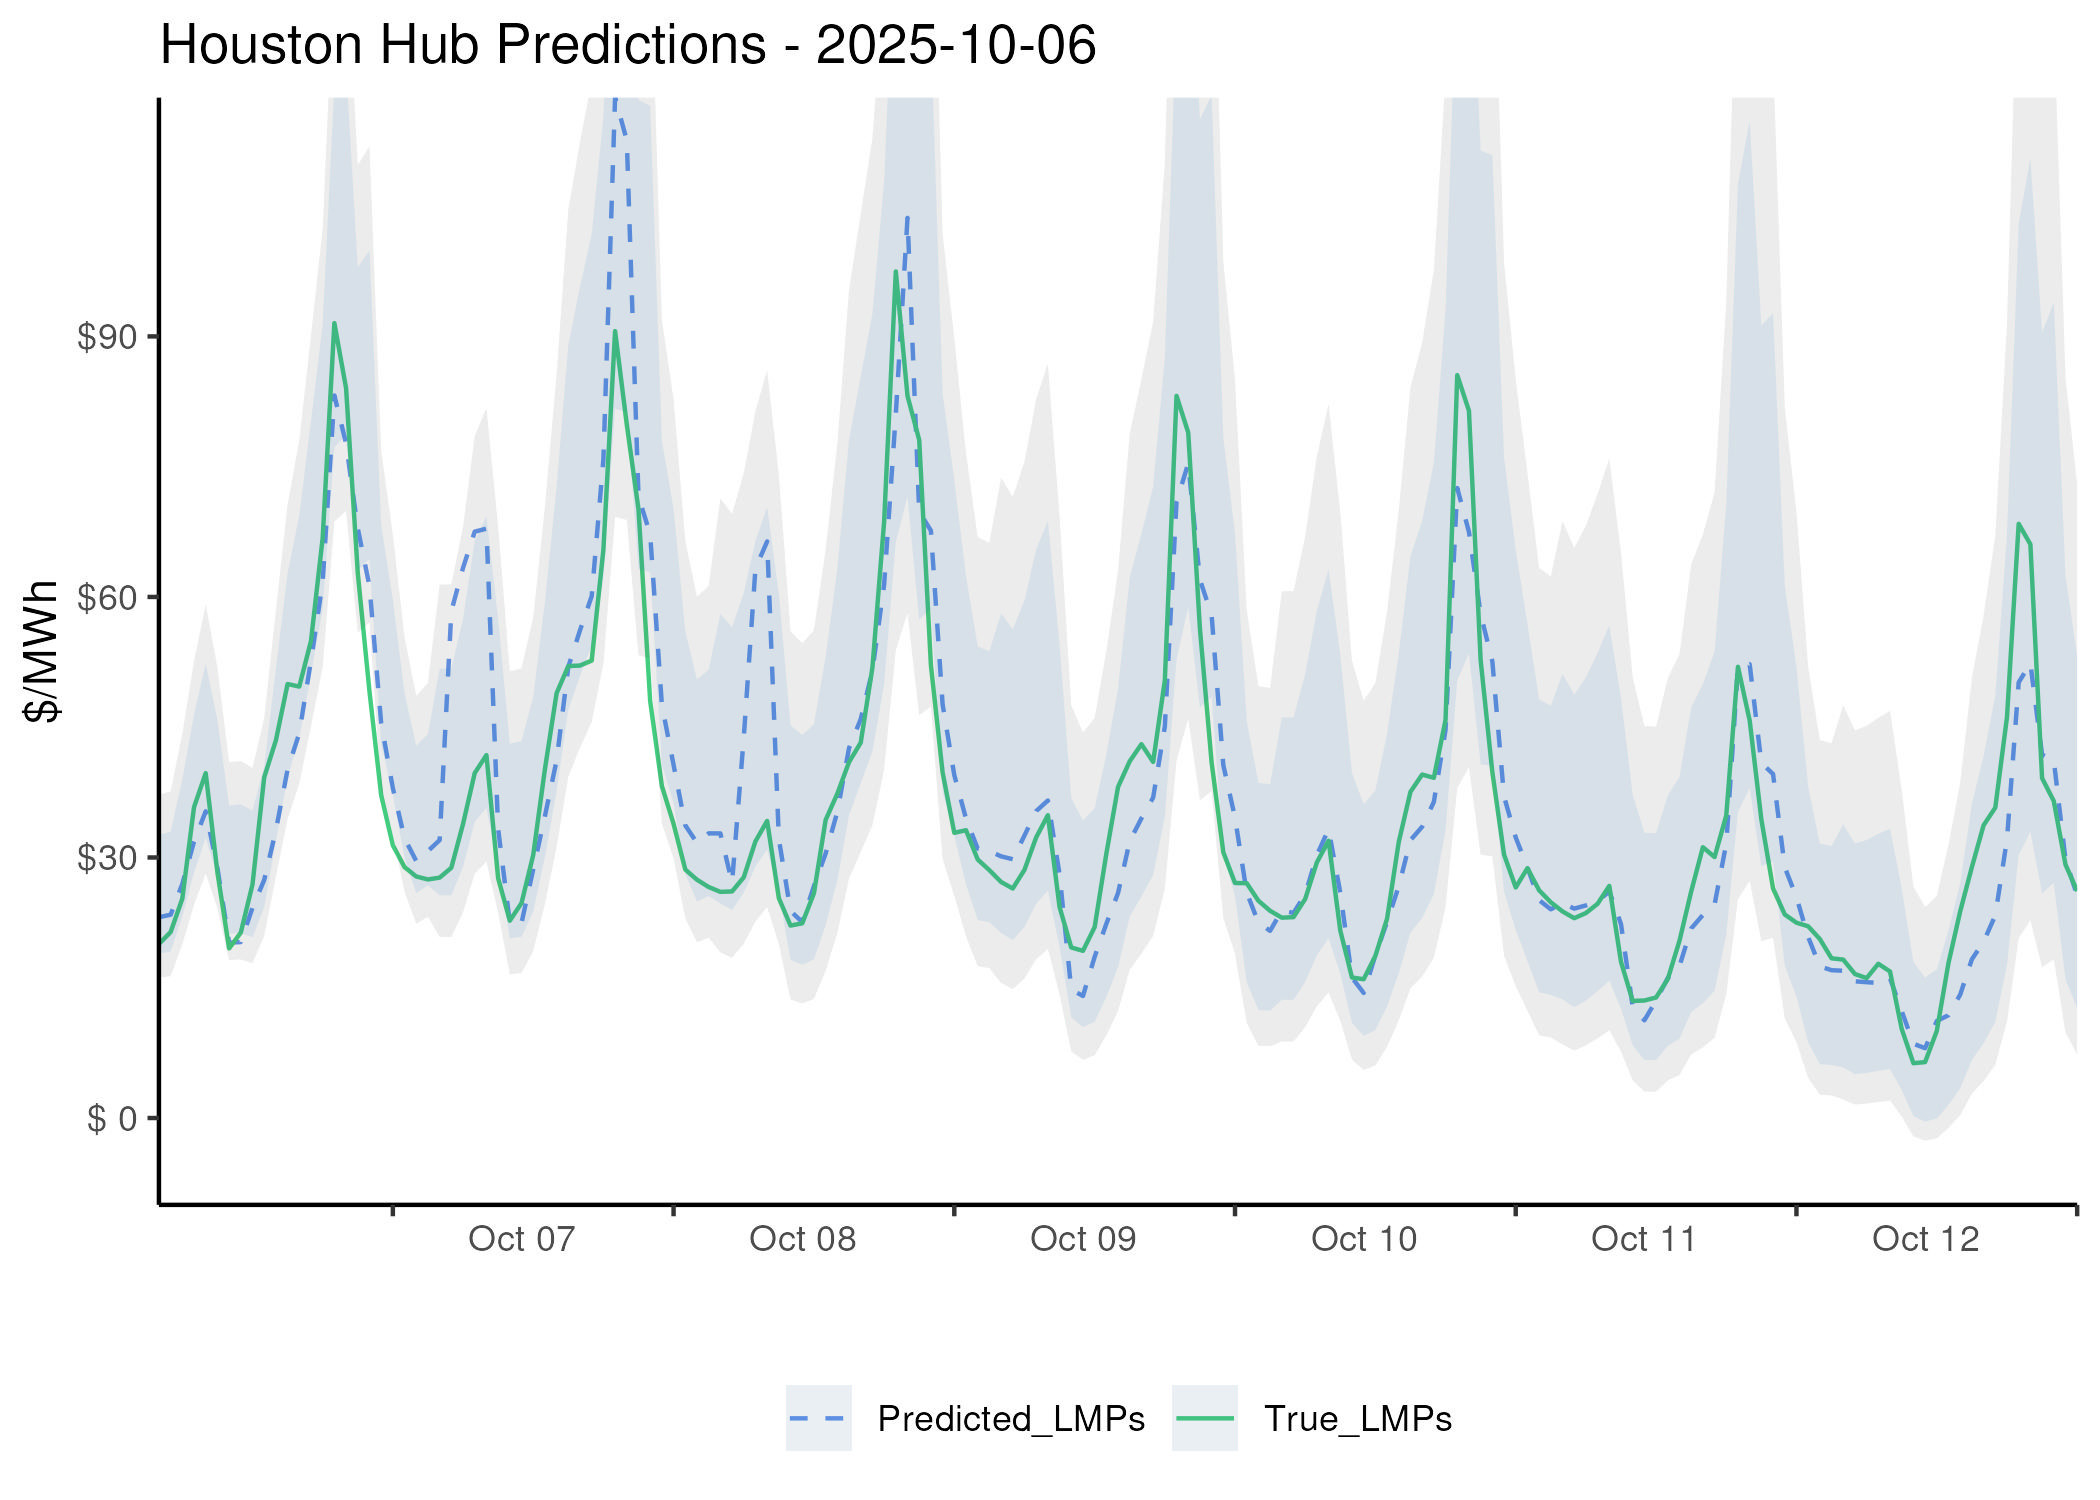 Houston Hub Predictions - 2025-10-06
$/MWh
$90
$60
$30
$ 0
Oct 07
Oct 08
Oct 09
Oct 10
Oct 11
Oct 12
Predicted_LMPs
True_LMPs